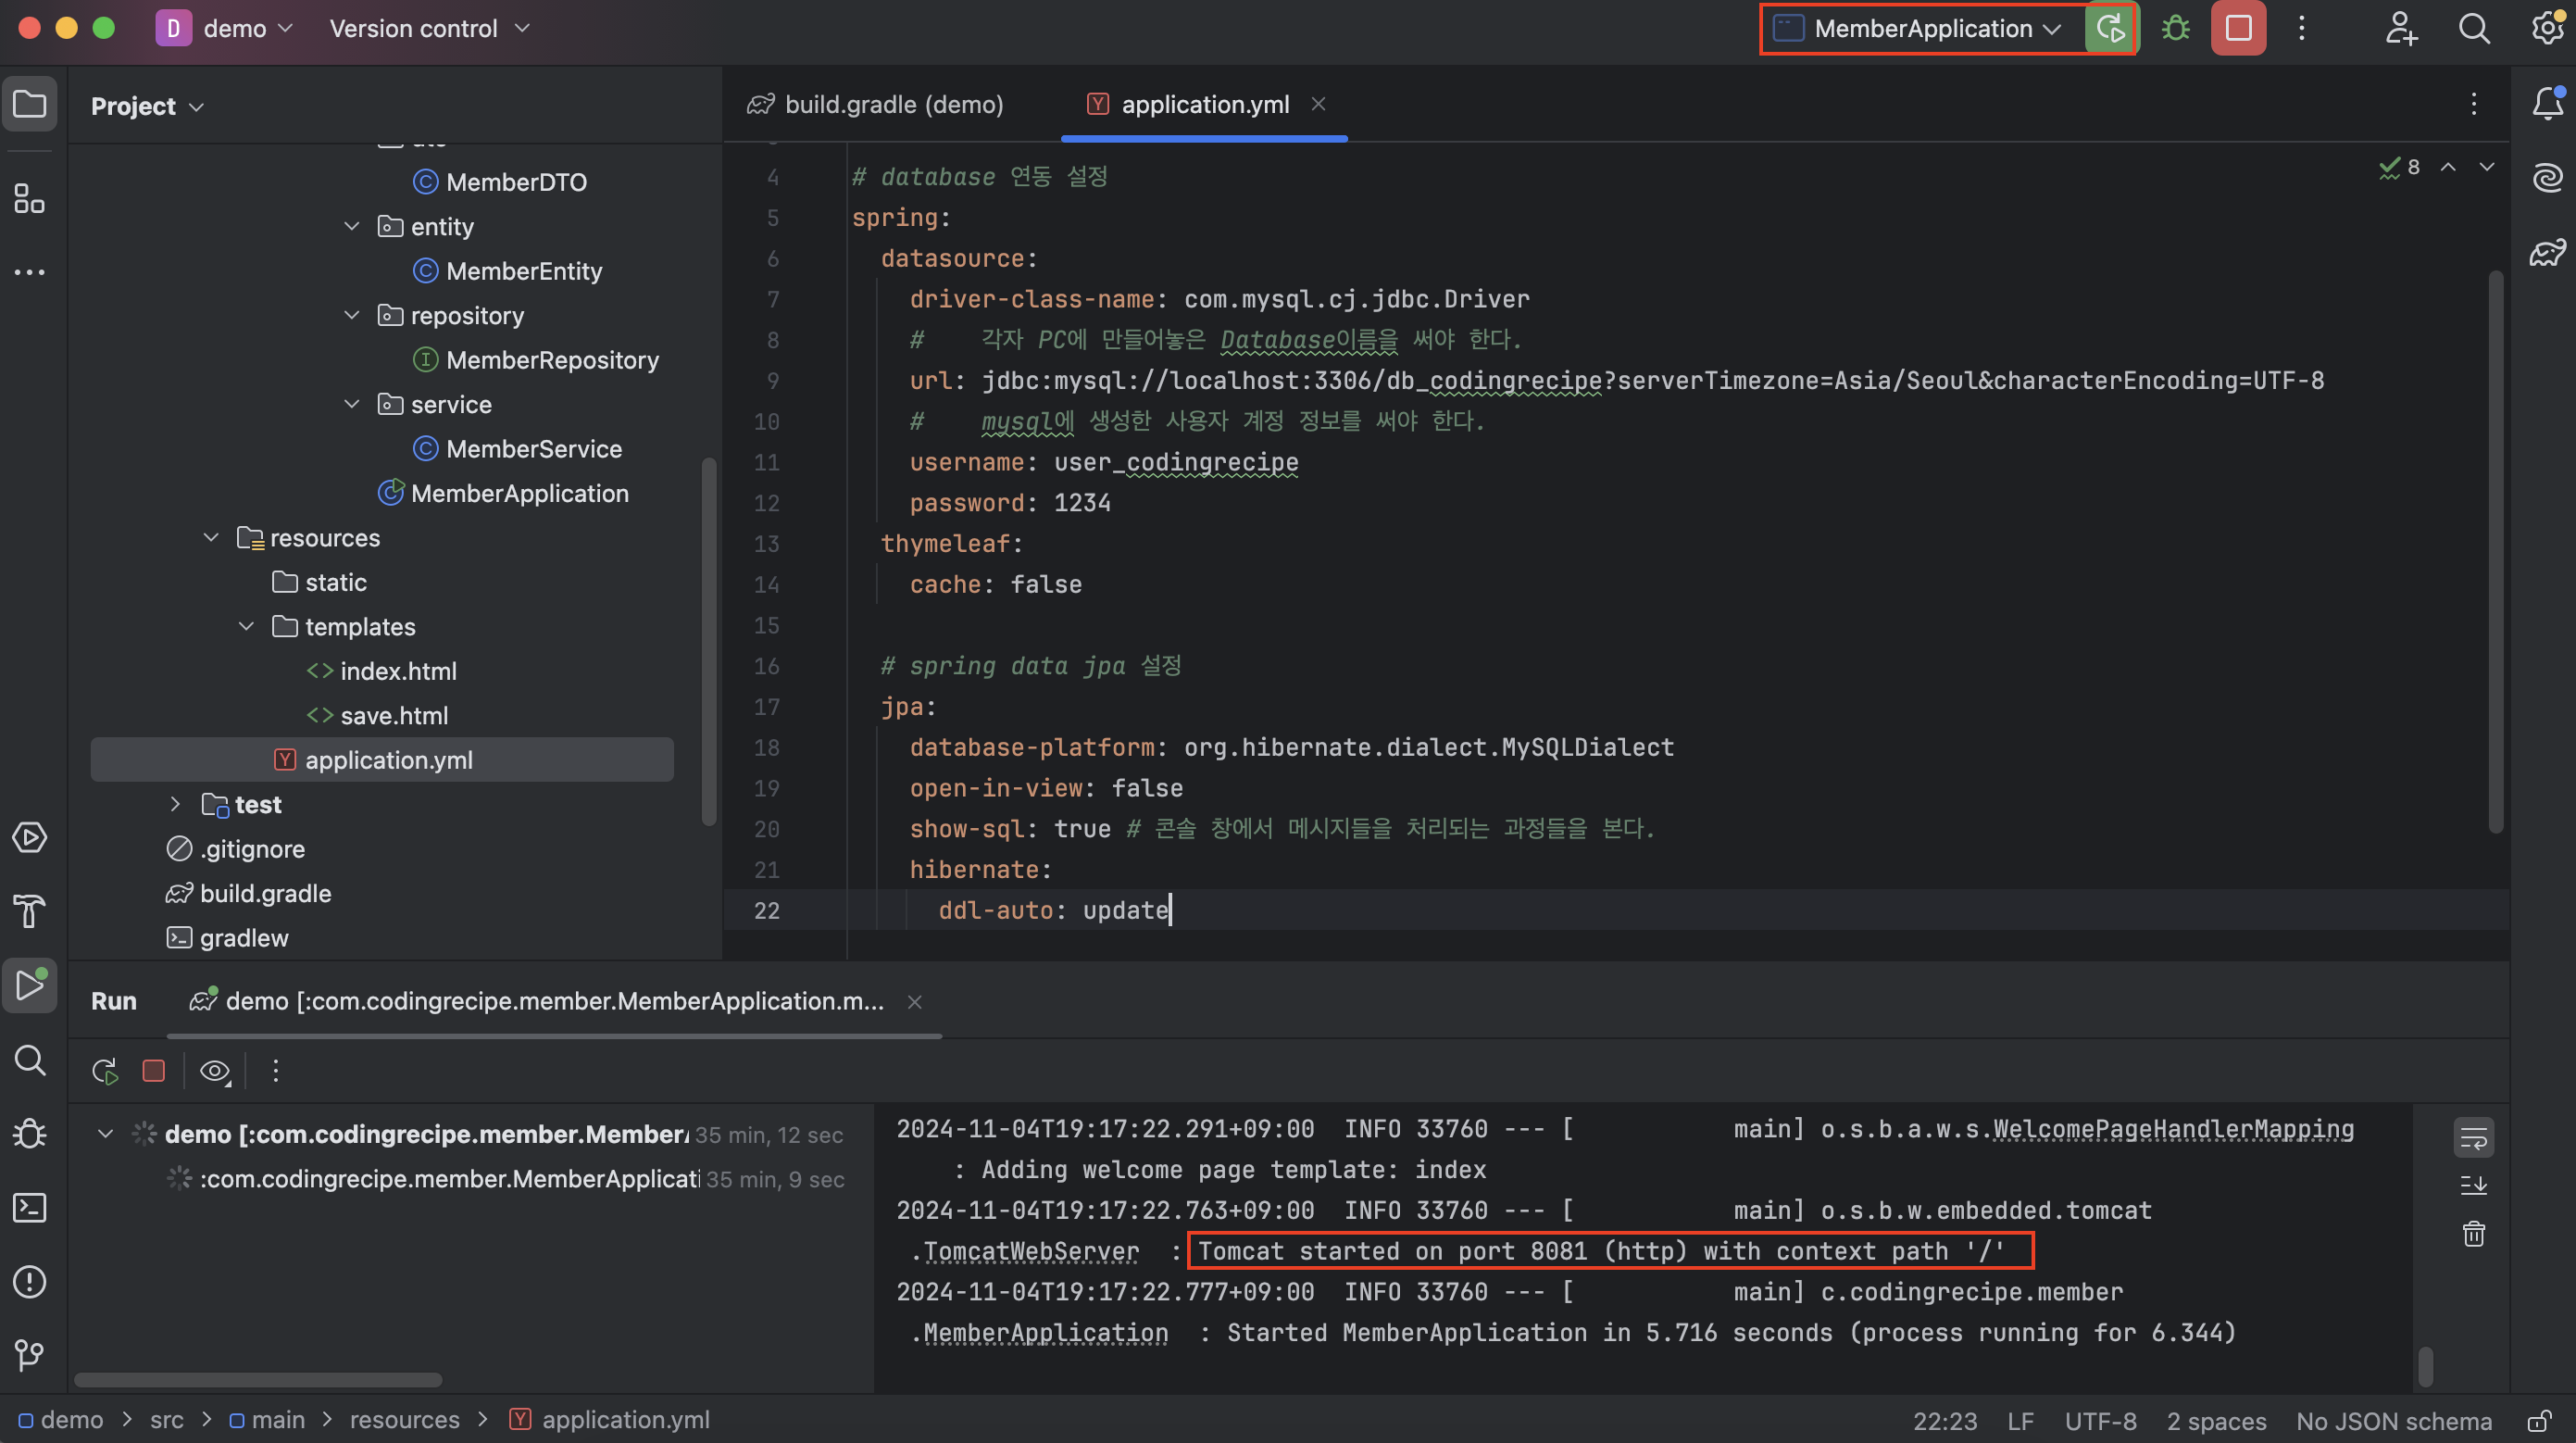 D demo Version control MemberApplication
Project
build.gradle (demo) application.yml
MemberDTO
entity
MemberEntity
repository
MemberRepository
service
MemberService
MemberApplication
resources
static
templates
index.html
save.html
application.yml
test
.gitignore
build.gradle
gradlew
8
4 # database 연동 설정
5 spring:
6 datasource:
7 driver-class-name: com.mysql.cj.jdbc.Driver
8 # 각자 PC에 만들어놓은 Database이름을 써야 한다.
9 url: jdbc:mysql://localhost:3306/db_codingrecipe?serverTimezone=Asia/Seoul&characterEncoding=UTF-8
10 # mysql에 생성한 사용자 계정 정보를 써야 한다.
11 username: user_codingrecipe
12 password: 1234
13 thymeleaf:
14 cache: false
15
16 # spring data jpa 설정
17 jpa:
18 database-platform: org.hibernate.dialect.MySQLDialect
19 open-in-view: false
20 show-sql: true # 콘솔 창에서 메시지들을 처리되는 과정들을 본다.
21 hibernate:
22 ddl-auto: update
Run demo [:com.codingrecipe.member.MemberApplication.m...
demo [:com.codingrecipe.member.Member 35 min, 12 sec
:com.codingrecipe.member.MemberApplicati 35 min, 9 sec
2024-11-04T19:17:22.291+09:00 INFO 33760 --- [ main] o.s.b.a.w.s.WelcomePageHandlerMapping
: Adding welcome page template: index
2024-11-04T19:17:22.763+09:00 INFO 33760 --- [ main] o.s.b.w.embedded.tomcat
.TomcatWebServer : Tomcat started on port 8081 (http) with context path '/'
2024-11-04T19:17:22.777+09:00 INFO 33760 --- [ main] c.codingrecipe.member
.MemberApplication : Started MemberApplication in 5.716 seconds (process running for 6.344)
demo > src > main > resources > application.yml
22:23 LF UTF-8 2 spaces No JSON schema